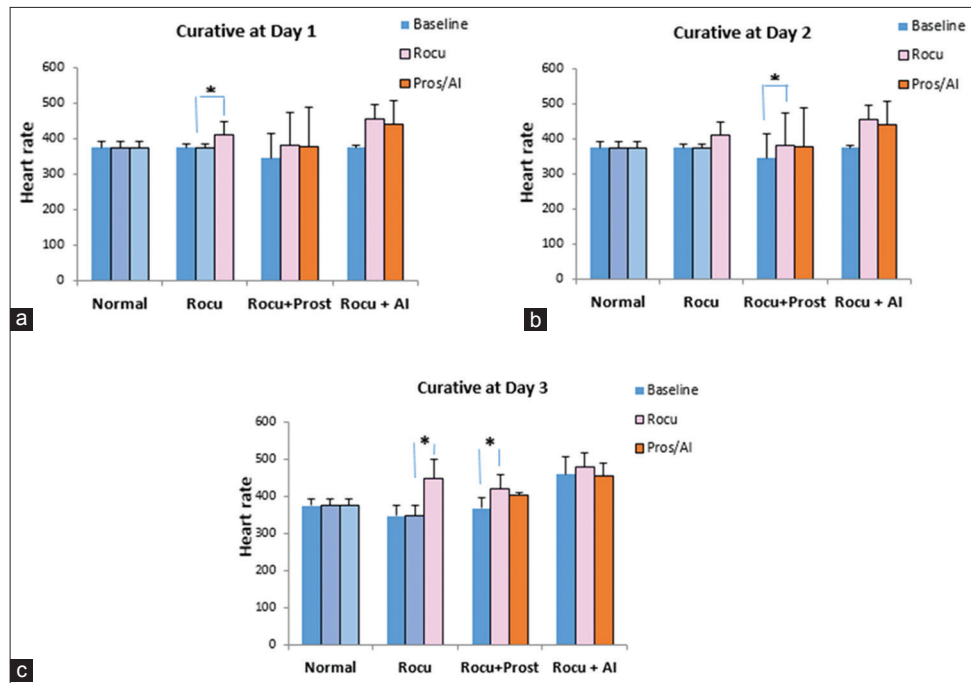 Curative at Day 1
Baseline
Rocu
Pros/AI
*
600
500
400
300
200
100
0
Heart rate
Normal Rocu Rocu+Prost Rocu + AI
a
Curative at Day 2
Baseline
Rocu
Pros/AI
*
600
500
400
300
200
100
0
Heart rate
Normal Rocu Rocu+Prost Rocu + AI
b
Curative at Day 3
Baseline
Rocu
Pros/AI
* *
600
500
400
300
200
100
0
Heart rate
Normal Rocu Rocu+Prost Rocu + AI
c